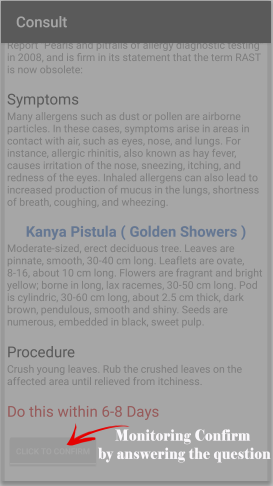 Consult
Report "Pearls and pitfalls of allergy diagnostic testing
in 2008, and is firm in its statement that the term RAST
is now obsolete:
Symptoms
Many allergens such as dust or pollen are airborne
particles. In these cases, symptoms arise in areas in
contact with air, such as eyes, nose, and lungs. For
instance, allergic rhinitis, also known as hay fever,
causes irritation of the nose, sneezing, itching, and
redness of the eyes. Inhaled allergens can also lead to
increased production of mucus in the lungs, shortness
of breath, coughing, and wheezing.
Kanya Pistula ( Golden Showers )
Moderate-sized, erect deciduous tree. Leaves are
pinnate, smooth, 30-40 cm long. Leaflets are ovate,
8-16, about 10 cm long. Flowers are fragrant and bright
yellow; borne in long, lax racemes, 30-50 cm long. Pod
is cylindric, 30-60 cm long, about 2.5 cm thick, dark
brown, pendulous, smooth and shiny. Seeds are
numerous, embedded in black, sweet pulp.
Procedure
Crush young leaves. Rub the crushed leaves on the
affected area until relieved from itchiness.
Do this within 6-8 Days
CLICK TO CONFIRM
Monitoring Confirm
by answering the question